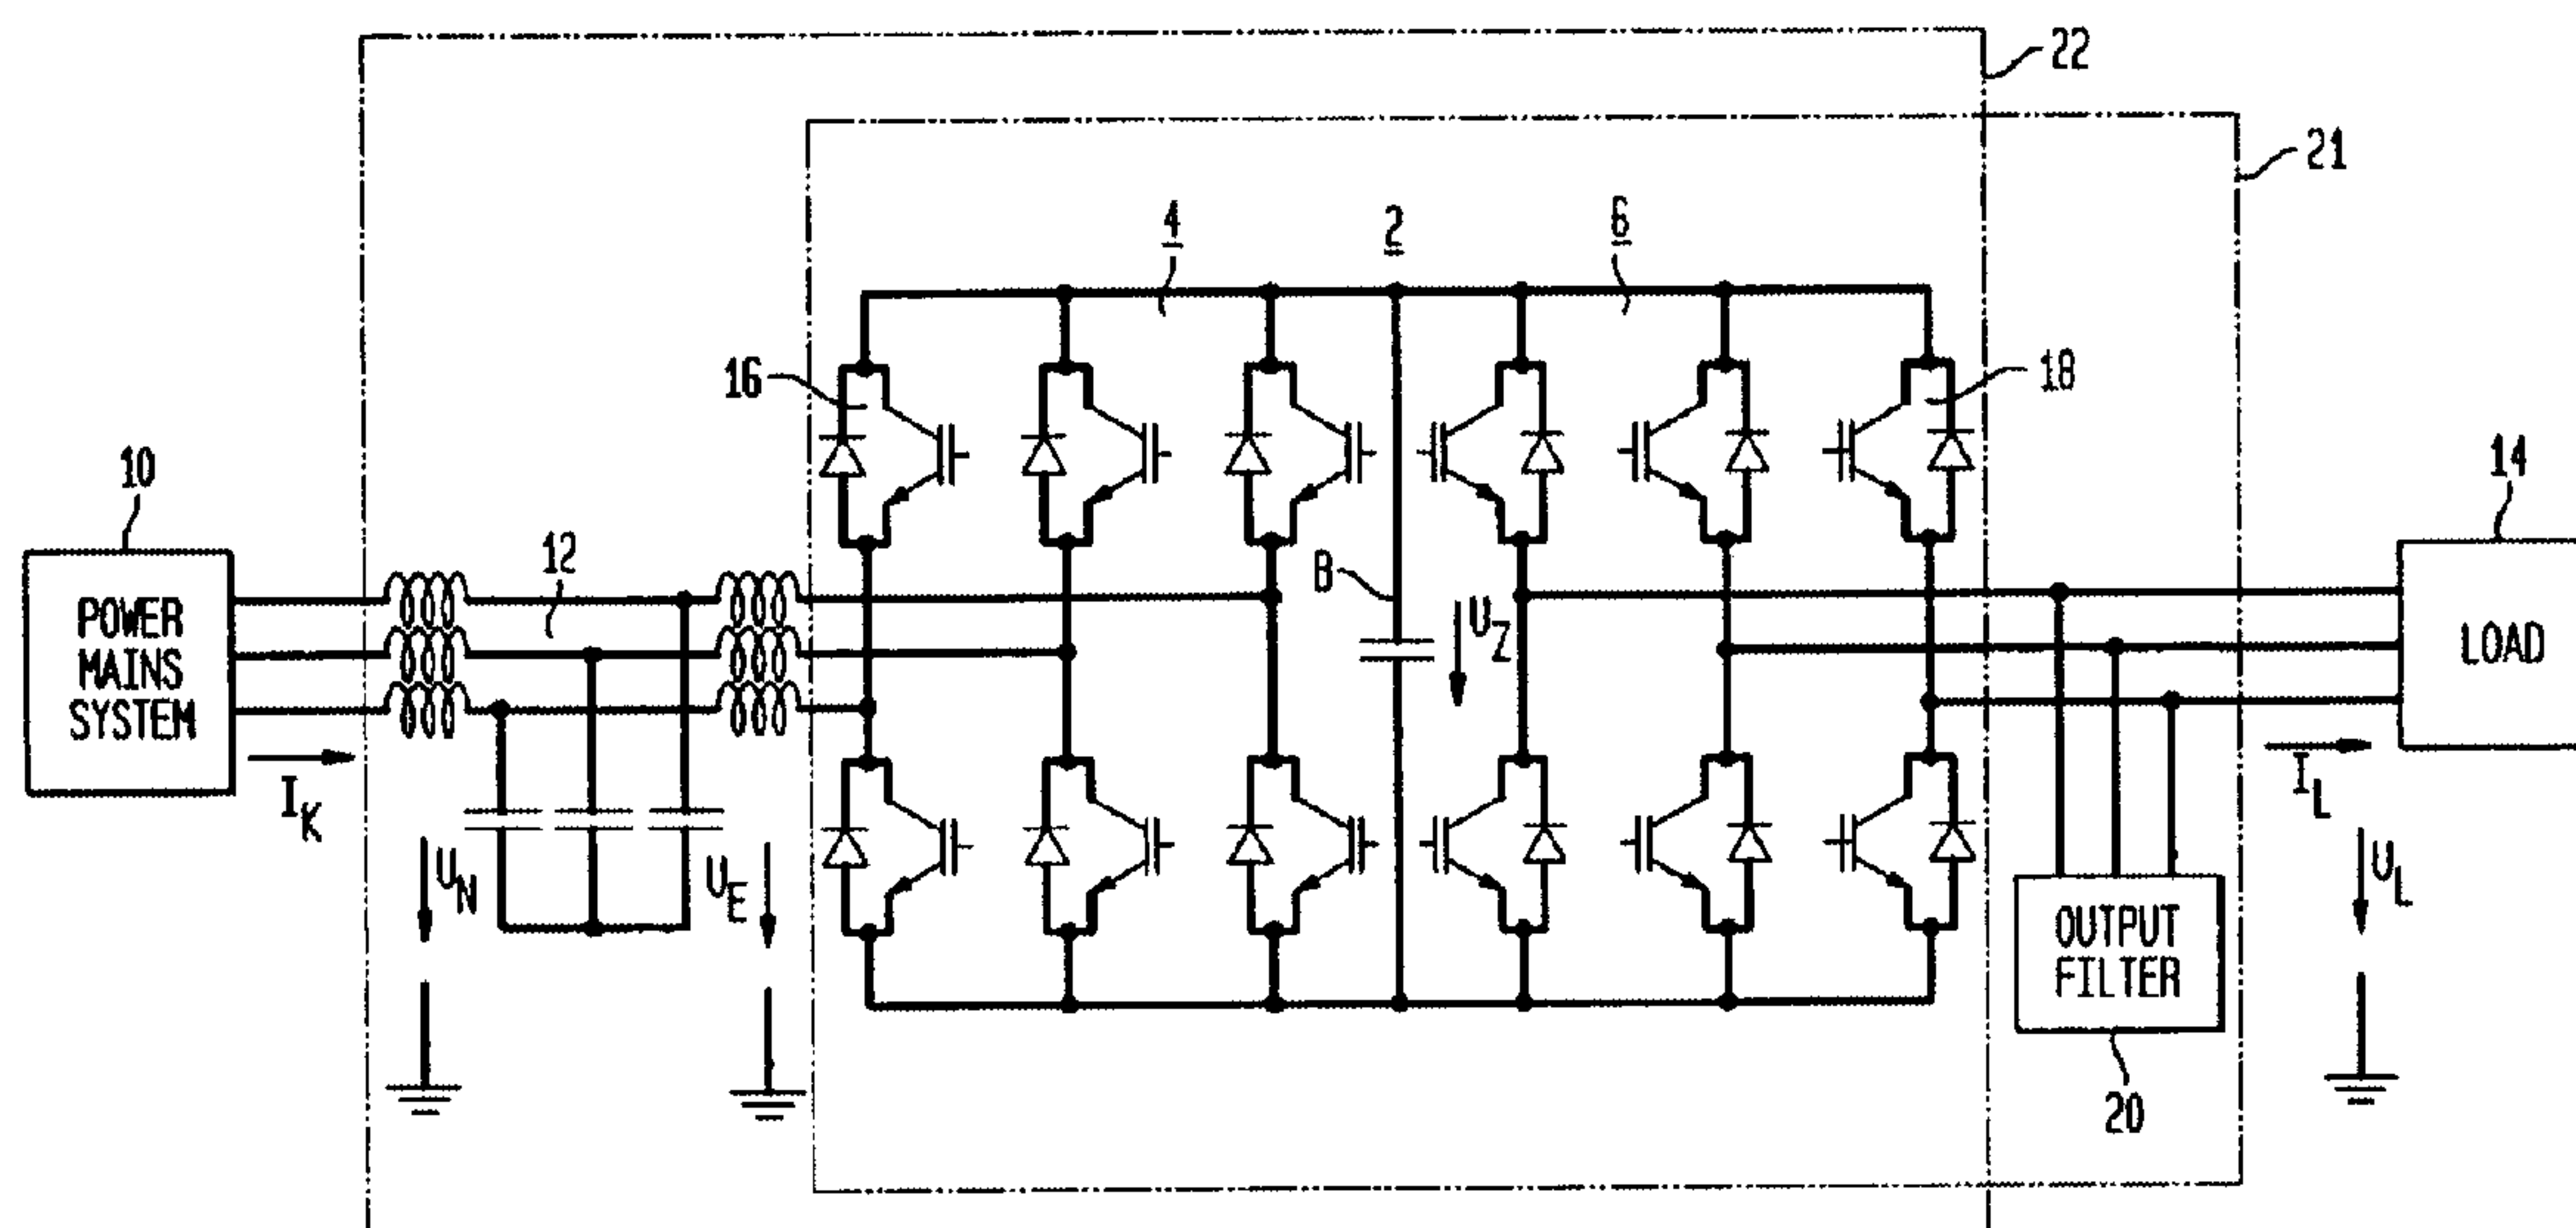 22
21
4
2
6
16
18
10
14
12
POWER
MAINS
SYSTEM
B
U_Z
LOAD
I_K
I_L
U_N
U_E
U_L
OUTPUT
FILTER
20